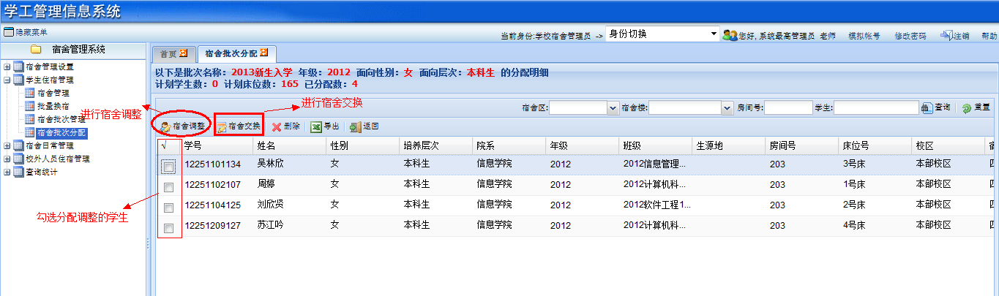 学工管理信息系统
隐藏菜单 当前身份:学校宿舍管理员 -> 身份切换 您好, 系统最高管理员 老师 模拟帐号 修改密码 注销 帮助
宿舍管理系统
首页 宿舍批次分配
宿舍管理设置
学生住宿管理
宿舍管理
批量换宿
宿舍批次管理
宿舍批次分配
宿舍日常管理
校外人员住宿管理
查询统计
以下是批次名称: 2013新生入学 年级: 2012 面向性别: 女 面向层次: 本科生 的分配明细
计划学生数: 0 计划床位数: 165 已分配数: 4
进行宿舍交换
进行宿舍调整
勾选分配调整的学生
宿舍区: 宿舍楼: 房间号: 学生: 查询 重置
宿舍调整 宿舍交换 删除 导出 返回
√ 学号 姓名 性别 培养层次 院系 年级 班级 生源地 房间号 床位号 校区
12251101134 吴林欣 女 本科生 信息学院 2012 2012信息管理... 203 3号床 本部校区
12251102107 周婷 女 本科生 信息学院 2012 2012计算机科... 203 1号床 本部校区
12251104125 刘欣贤 女 本科生 信息学院 2012 2012软件工程1... 203 2号床 本部校区
12251209127 苏江吟 女 本科生 信息学院 2012 2012计算机科... 203 4号床 本部校区